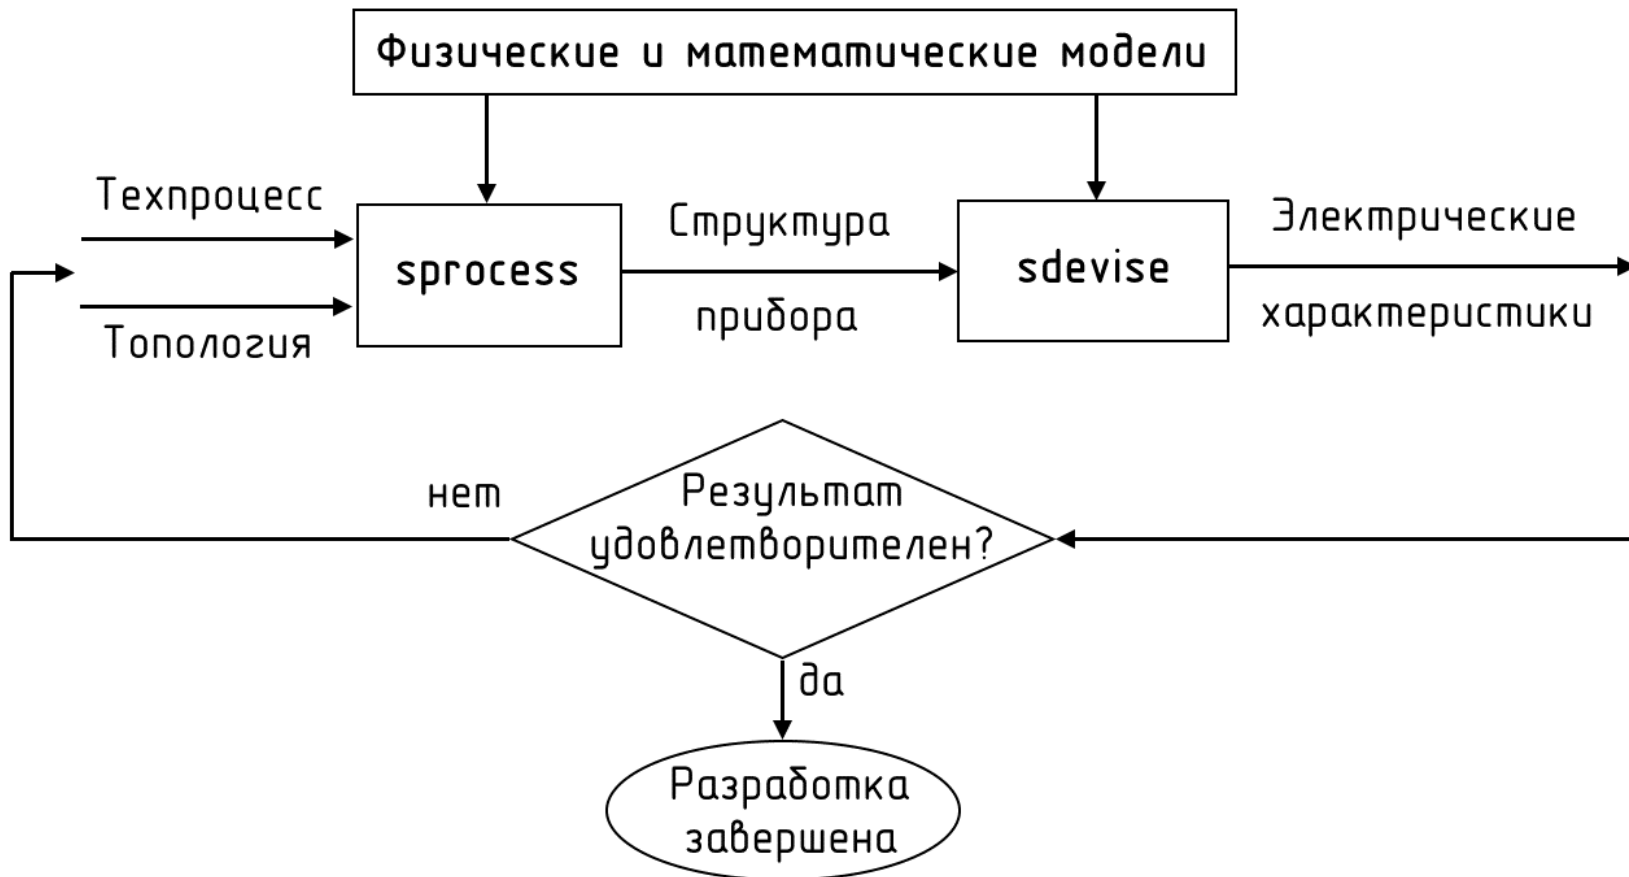 Физические и математические модели
Техпроцесс
Топология
sprocess
Структура
прибора
sdevise
Электрические
характеристики
нет
Результат
удовлетворителен?
да
Разработка
завершена